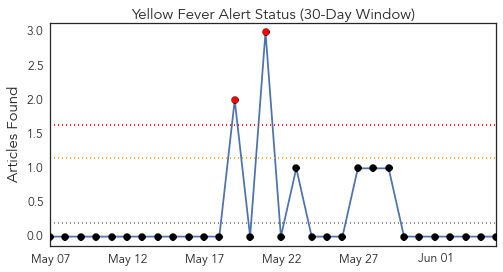 Yellow Fever Alert Status (30-Day Window)
Articles Found
3.0
2.5
2.0
1.5
1.0
0.5
0.0
May 07 May 12 May 17 May 22 May 27 Jun 01